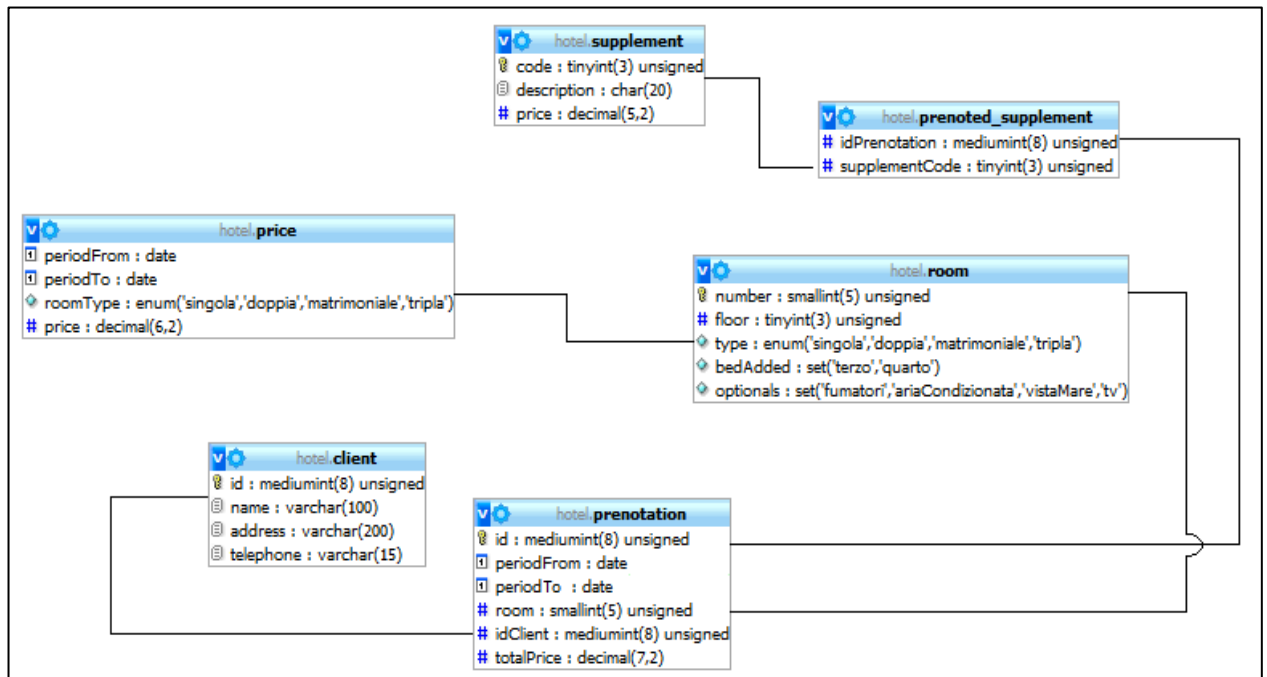 hotel.supplement
code : tinyint(3) unsigned
description : char(20)
# price : decimal(5,2)
hotel.prenoted_supplement
# idPrenotation : mediumint(8) unsigned
# supplementCode : tinyint(3) unsigned
hotel.price
periodFrom : date
periodTo : date
roomType : enum('singola','doppia','matrimoniale','tripla')
# price : decimal(6,2)
hotel.room
number : smallint(5) unsigned
# floor : tinyint(3) unsigned
type : enum('singola','doppia','matrimoniale','tripla')
bedAdded : set('terzo','quarto')
optionals : set('fumatori','ariaCondizionata','vistaMare','tv')
hotel.client
id : mediumint(8) unsigned
name : varchar(100)
address : varchar(200)
telephone : varchar(15)
hotel.prenotation
id : mediumint(8) unsigned
periodFrom : date
periodTo : date
# room : smallint(5) unsigned
# idClient : mediumint(8) unsigned
# totalPrice : decimal(7,2)